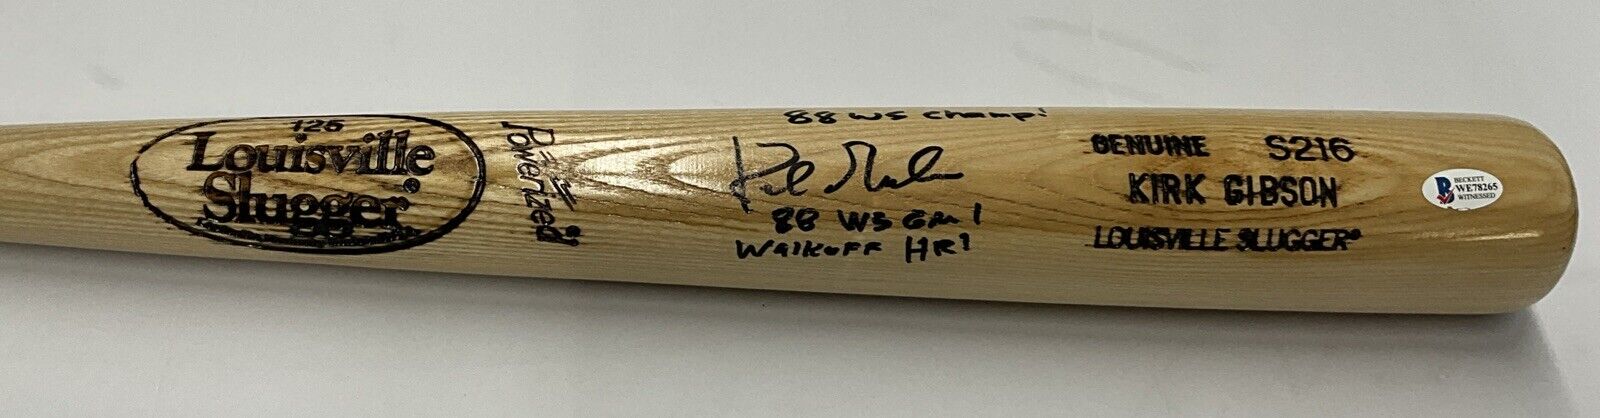 125
Louisville
Slugger®
Powerized®
88 WS Champ!
88 WS Gm 1
Walkoff HR!
GENUINE S216
KIRK GIBSON
LOUISVILLE SLUGGER®
BECKETT
WE78265
WITNESSED